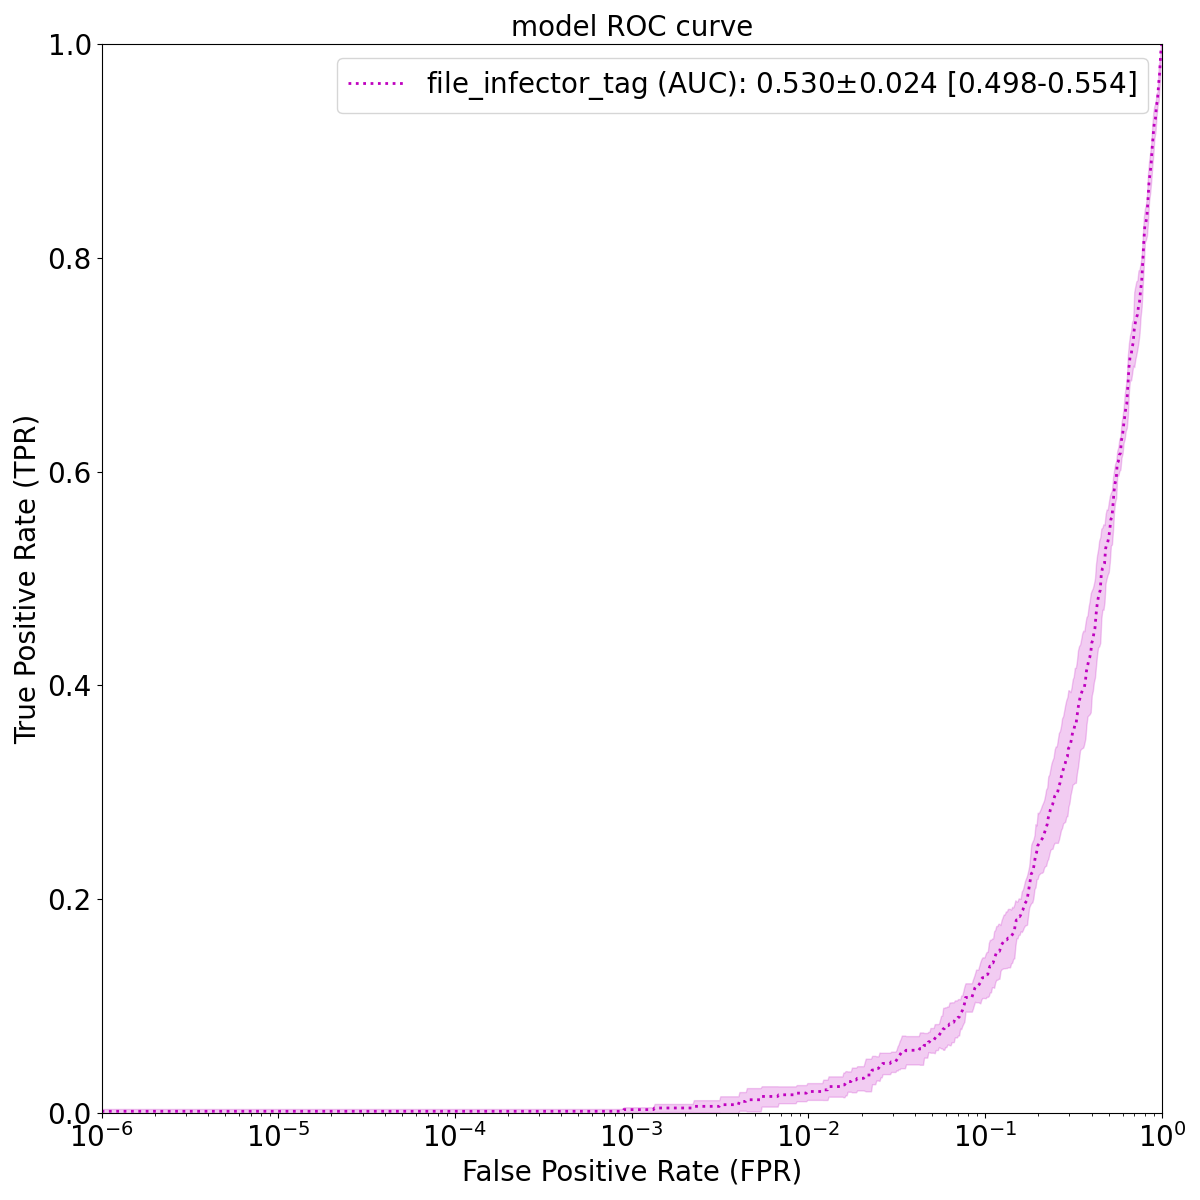 model ROC curve
file_infector_tag (AUC): 0.530±0.024 [0.498-0.554]
True Positive Rate (TPR)
1.0
0.8
0.6
0.4
0.2
0.0
10⁻⁶ 10⁻⁵ 10⁻⁴ 10⁻³ 10⁻² 10⁻¹ 10⁰
False Positive Rate (FPR)